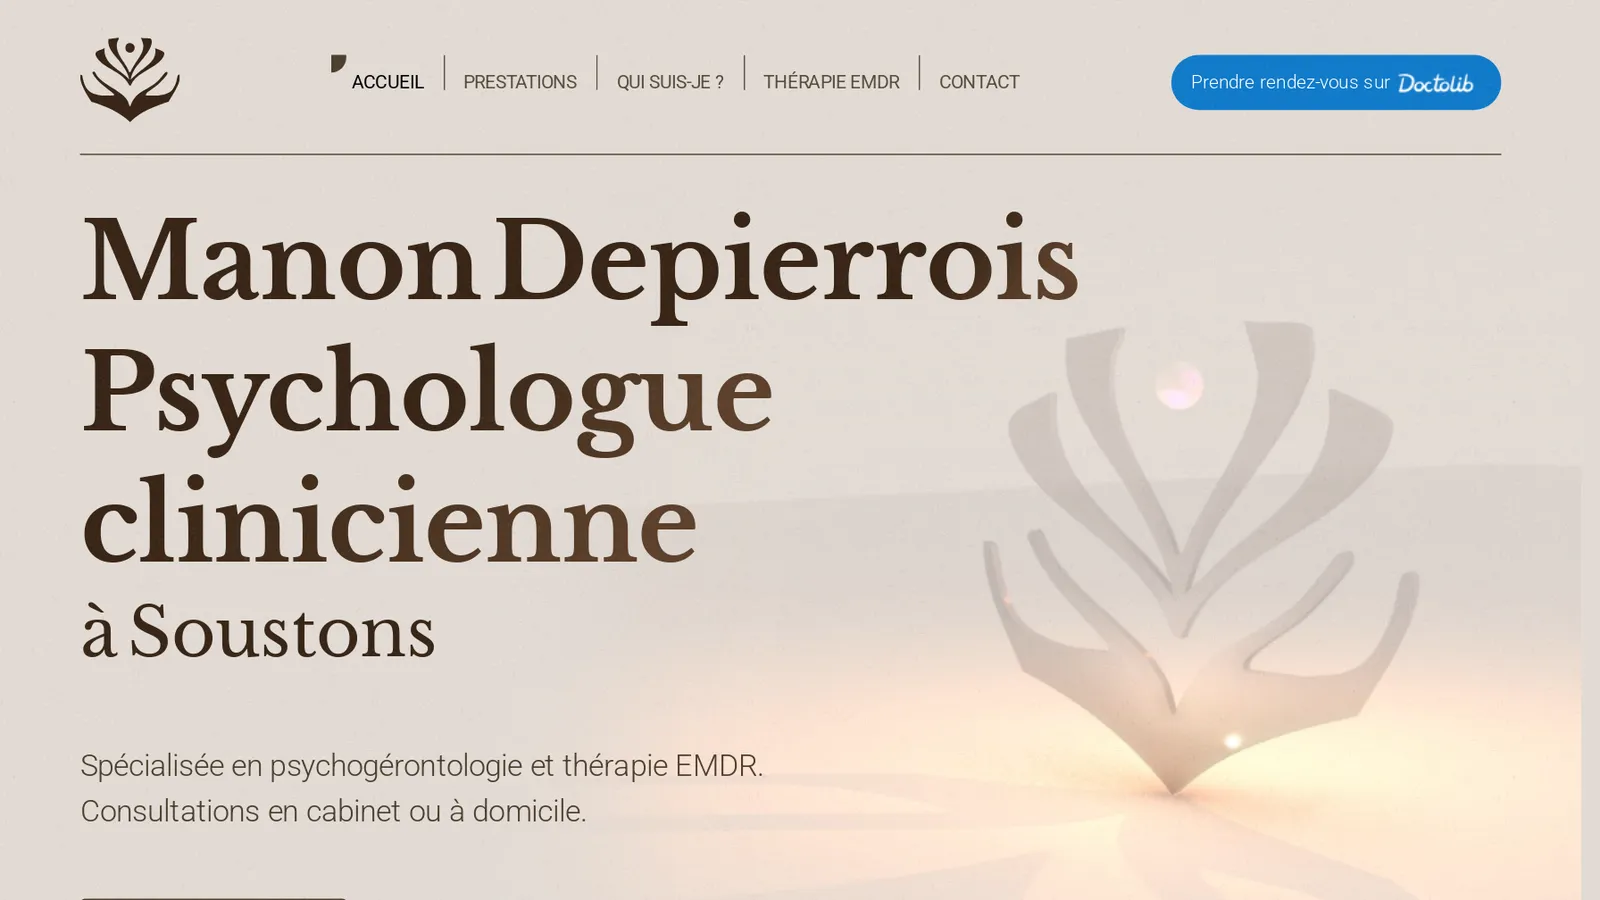 ACCUEIL
PRESTATIONS
QUI SUIS-JE ?
THÉRAPIE EMDR
CONTACT
Prendre rendez-vous sur Doctolib
Manon Depierrois
Psychologue
clinicienne
à Soustons
Spécialisée en psychogérontologie et thérapie EMDR.
Consultations en cabinet ou à domicile.